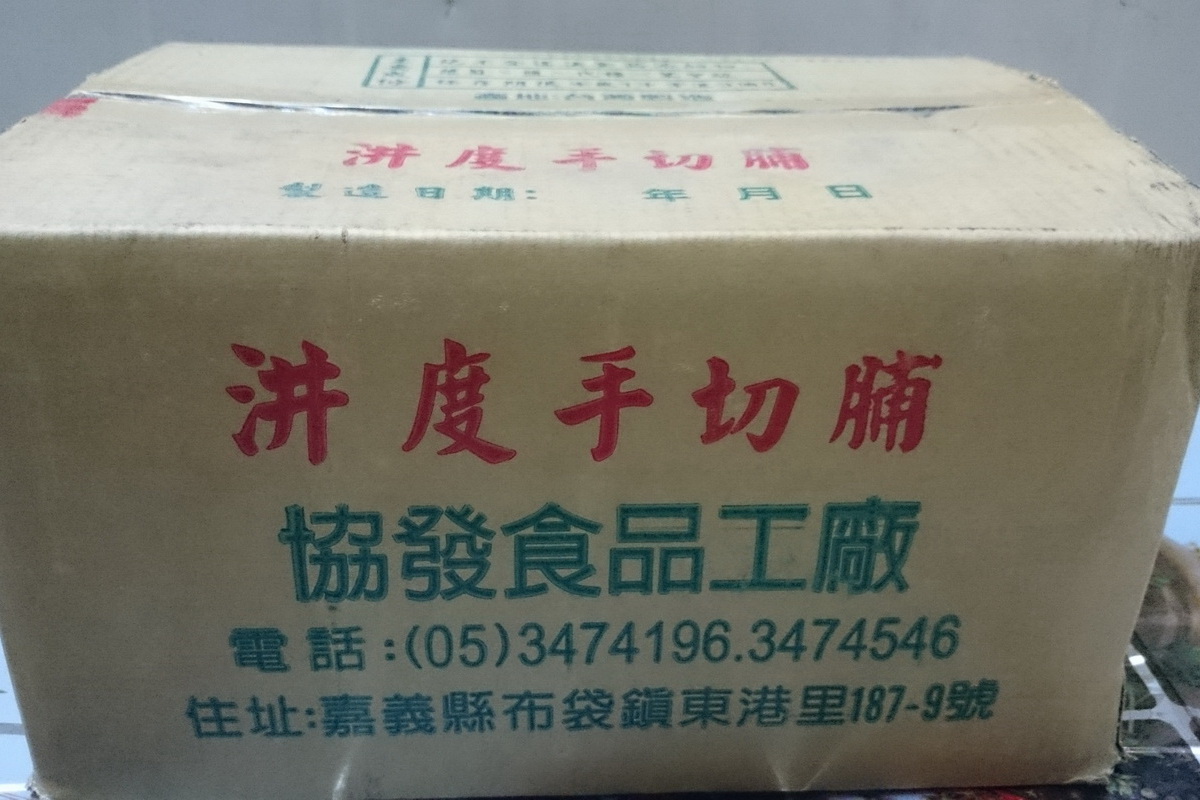 汫度手切脯
製造日期: 年 月 日
汫度手切脯
協發食品工廠
電話:(05)3474196.3474546
住址:嘉義縣布袋鎮東港里187-9號